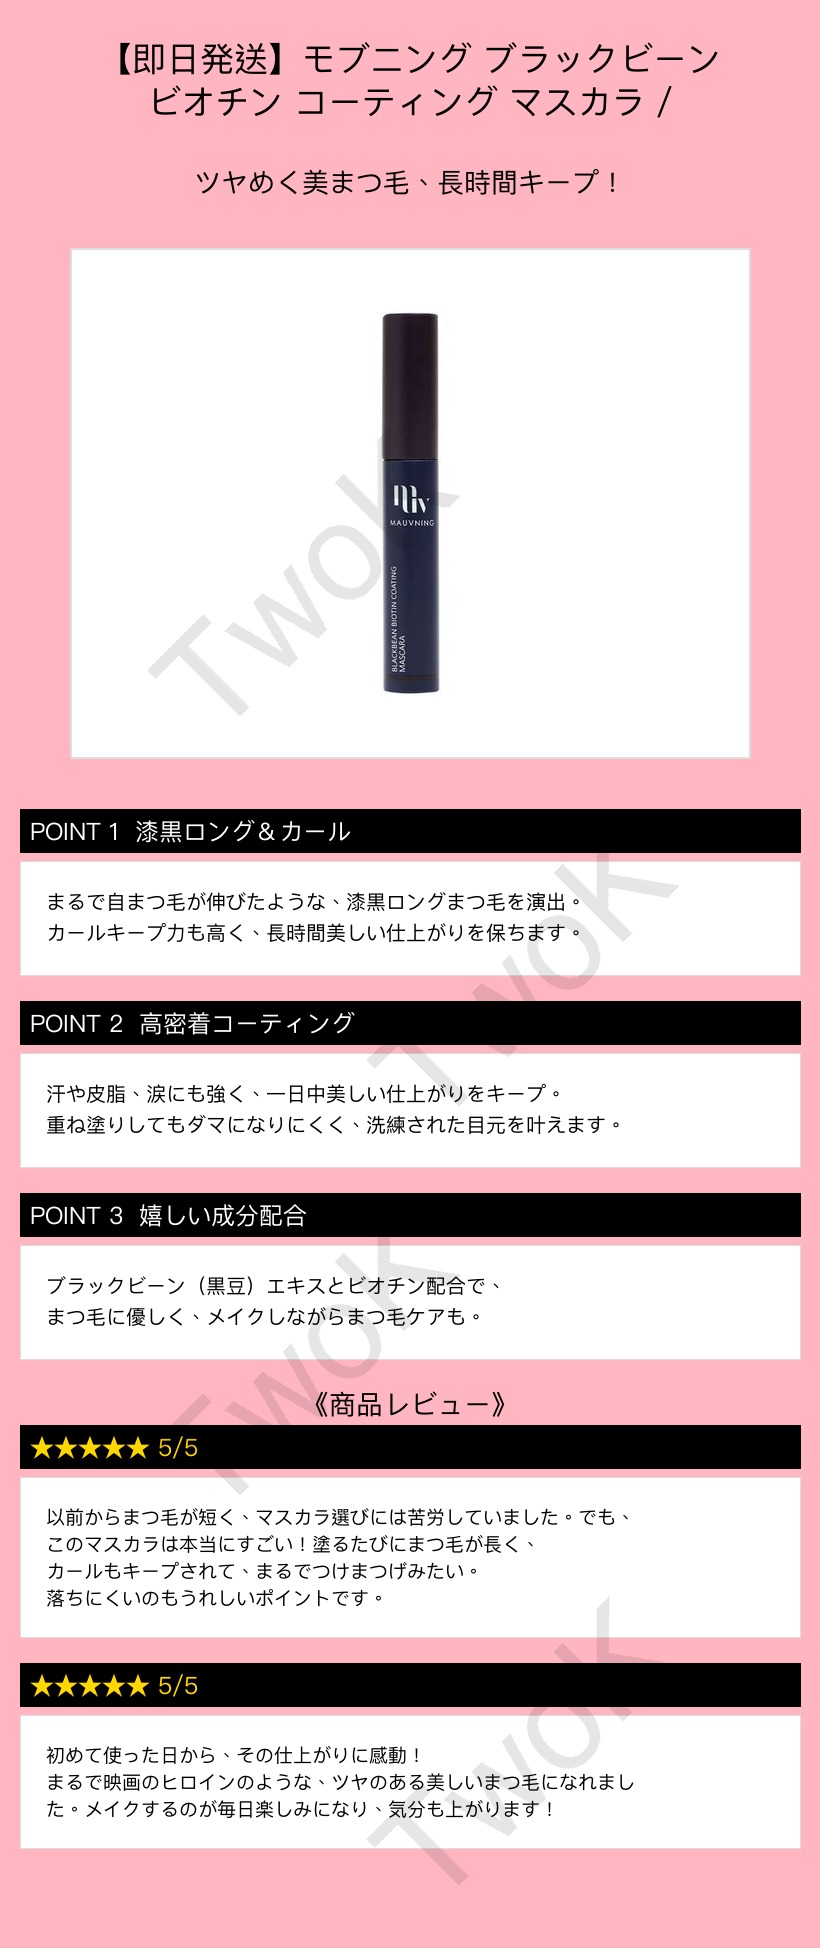 【即日発送】モブニング ブラックビーン
ビオチン コーティング マスカラ /
ツヤめく美まつ毛、長時間キープ！
MAUVNING
BLACKBEAN BIOTIN COATING
MASCARA
TwoK
POINT 1 漆黒ロング＆カール
まるで自まつ毛が伸びたような、漆黒ロングまつ毛を演出。
カールキープ力も高く、長時間美しい仕上がりを保ちます。
TwoK
POINT 2 高密着コーティング
汗や皮脂、涙にも強く、一日中美しい仕上がりをキープ。
重ね塗りしてもダマになりにくく、洗練された目元を叶えます。
POINT 3 嬉しい成分配合
ブラックビーン（黒豆）エキスとビオチン配合で、
まつ毛に優しく、メイクしながらまつ毛ケアも。
TwoK
《商品レビュー》
★★★★★ 5/5
以前からまつ毛が短く、マスカラ選びには苦労していました。でも、
このマスカラは本当にすごい！塗るたびにまつ毛が長く、
カールもキープされて、まるでつけまつげみたい。
落ちにくいのもうれしいポイントです。
★★★★★ 5/5
初めて使った日から、その仕上がりに感動！
まるで映画のヒロインのような、ツヤのある美しいまつ毛になれまし
た。メイクするのが毎日楽しみになり、気分も上がります！
TwoK